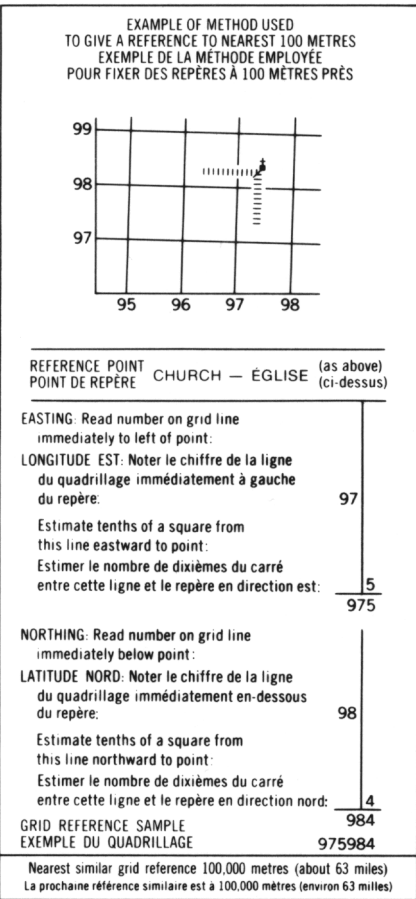 EXAMPLE OF METHOD USED
TO GIVE A REFERENCE TO NEAREST 100 METRES
EXEMPLE DE LA MÉTHODE EMPLOYÉE
POUR FIXER DES REPÈRES À 100 MÈTRES PRÈS
99
98
97
95 96 97 98
REFERENCE POINT
POINT DE REPÈRE
CHURCH — ÉGLISE
(as above)
(ci-dessus)
EASTING: Read number on grid line
immediately to left of point:
LONGITUDE EST: Noter le chiffre de la ligne
du quadrillage immédiatement à gauche
du repère: 97
Estimate tenths of a square from
this line eastward to point:
Estimer le nombre de dixièmes du carré
entre cette ligne et le repère en direction est: 5
975
NORTHING: Read number on grid line
immediately below point:
LATITUDE NORD: Noter le chiffre de la ligne
du quadrillage immédiatement en-dessous
du repère: 98
Estimate tenths of a square from
this line northward to point:
Estimer le nombre de dixièmes du carré
entre cette ligne et le repère en direction nord: 4
GRID REFERENCE SAMPLE 984
EXEMPLE DU QUADRILLAGE 975984
Nearest similar grid reference 100,000 metres (about 63 miles)
La prochaine référence similaire est à 100,000 mètres (environ 63 milles)